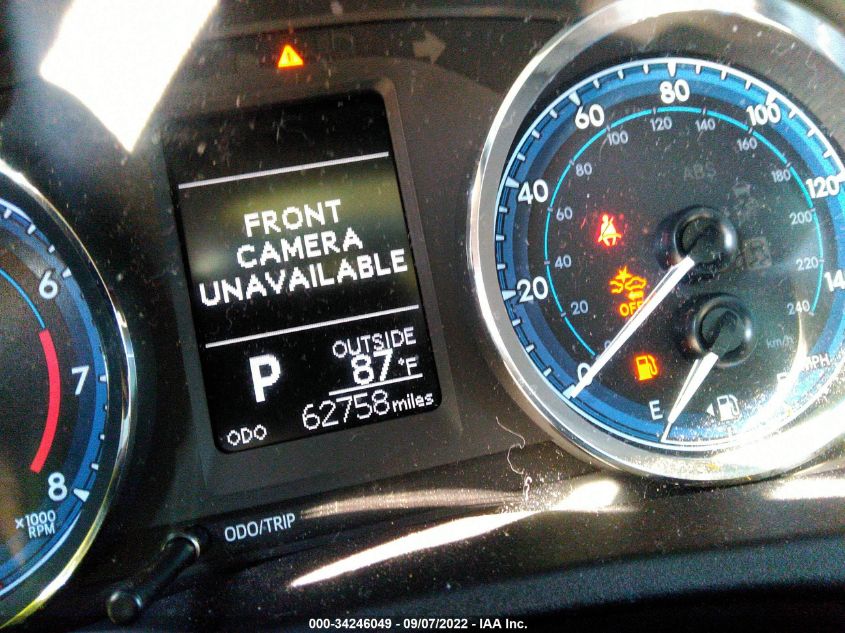 FRONT
CAMERA
UNAVAILABLE
P
OUTSIDE
87°F
ODO 62758 miles
ODO/TRIP
6
7
8
×1000
RPM
0
20
40
60
80
100
120
14
20
40
60
80
100
120
140
160
180
200
220
240
km/h
MPH
ABS
OFF
E
000-34246049 - 09/07/2022 - IAA Inc.